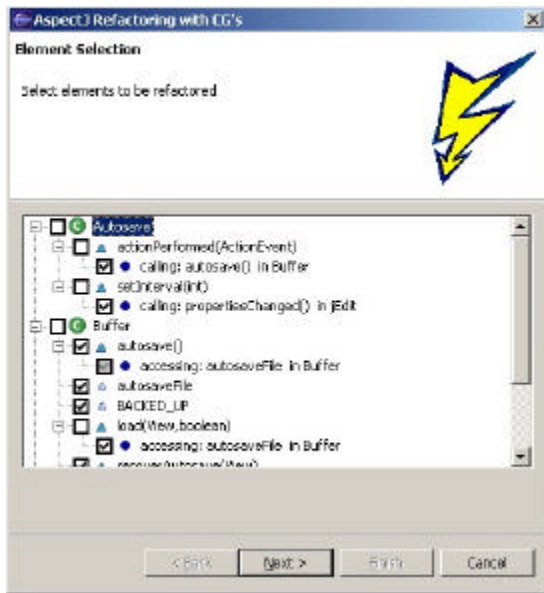 AspectJ Refactoring with CG's
Element Selection
Select elements to be refactored
Autosave
actionPerformed(ActionEvent)
calling: autosave() in Buffer
setInterval(int)
calling: propertiesChanged() in jEdit
Buffer
autosave()
accessing: autosaveFile in Buffer
autosaveFile
BACKED_UP
load(View,boolean)
accessing: autosaveFile in Buffer
recoverAutosave(View)
< Back Next > Finish Cancel